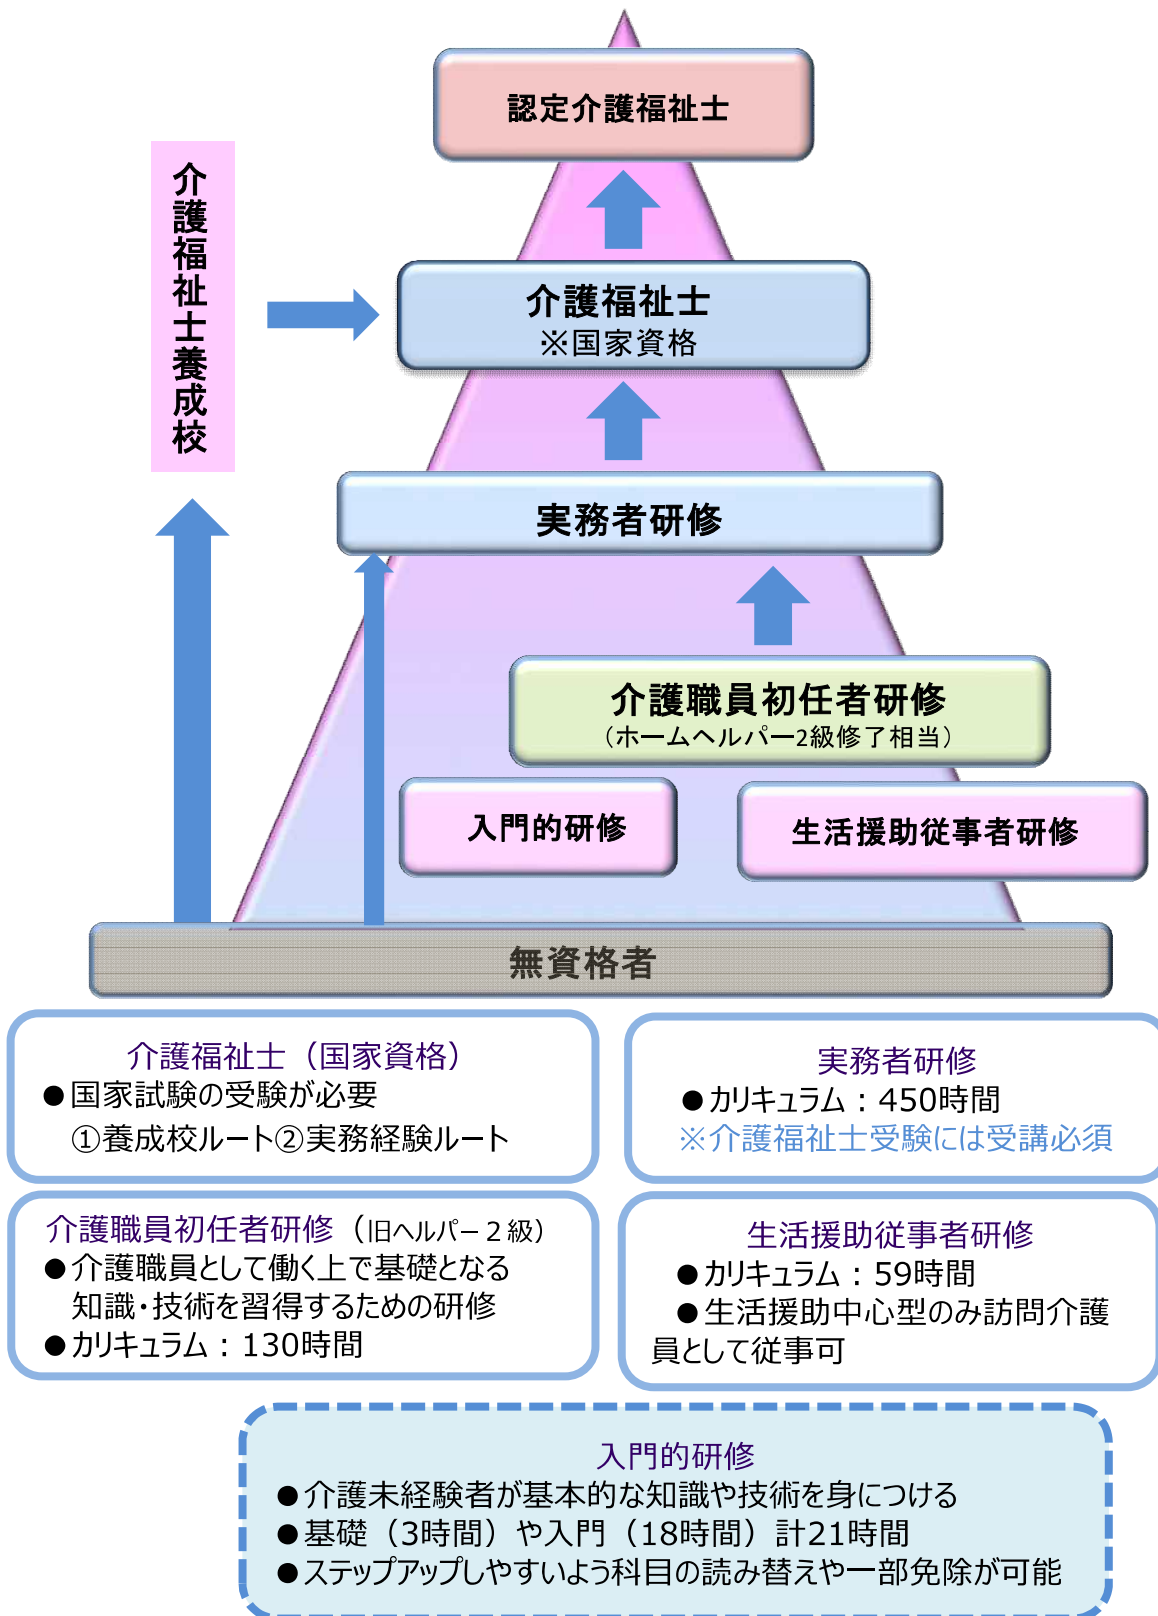 認定介護福祉士
介護福祉士養成校
介護福祉士
※国家資格
実務者研修
介護職員初任者研修
（ホームヘルパー2級修了相当）
入門的研修
生活援助従事者研修
無資格者
介護福祉士（国家資格）
●国家試験の受験が必要
①養成校ルート②実務経験ルート
実務者研修
●カリキュラム：450時間
※介護福祉士受験には受講必須
介護職員初任者研修（旧ヘルパー２級）
●介護職員として働く上で基礎となる
知識・技術を習得するための研修
●カリキュラム：130時間
生活援助従事者研修
●カリキュラム：59時間
●生活援助中心型のみ訪問介護
員として従事可
入門的研修
●介護未経験者が基本的な知識や技術を身につける
●基礎（3時間）や入門（18時間）計21時間
●ステップアップしやすいよう科目の読み替えや一部免除が可能